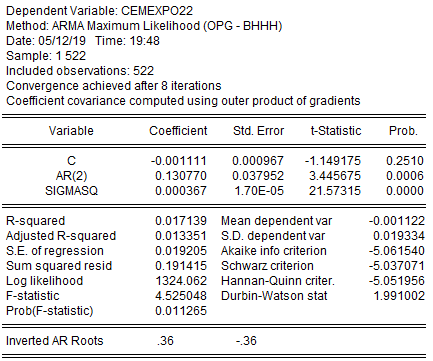 Dependent Variable: CEMEXPO22
Method: ARMA Maximum Likelihood (OPG - BHHH)
Date: 05/12/19 Time: 19:48
Sample: 1 522
Included observations: 522
Convergence achieved after 8 iterations
Coefficient covariance computed using outer product of gradients
Variable Coefficient Std. Error t-Statistic Prob.
C -0.001111 0.000967 -1.149175 0.2510
AR(2) 0.130770 0.037952 3.445675 0.0006
SIGMASQ 0.000367 1.70E-05 21.57315 0.0000
R-squared 0.017139 Mean dependent var -0.001122
Adjusted R-squared 0.013351 S.D. dependent var 0.019334
S.E. of regression 0.019205 Akaike info criterion -5.061540
Sum squared resid 0.191415 Schwarz criterion -5.037071
Log likelihood 1324.062 Hannan-Quinn criter. -5.051956
F-statistic 4.525048 Durbin-Watson stat 1.991002
Prob(F-statistic) 0.011265
Inverted AR Roots .36 -.36